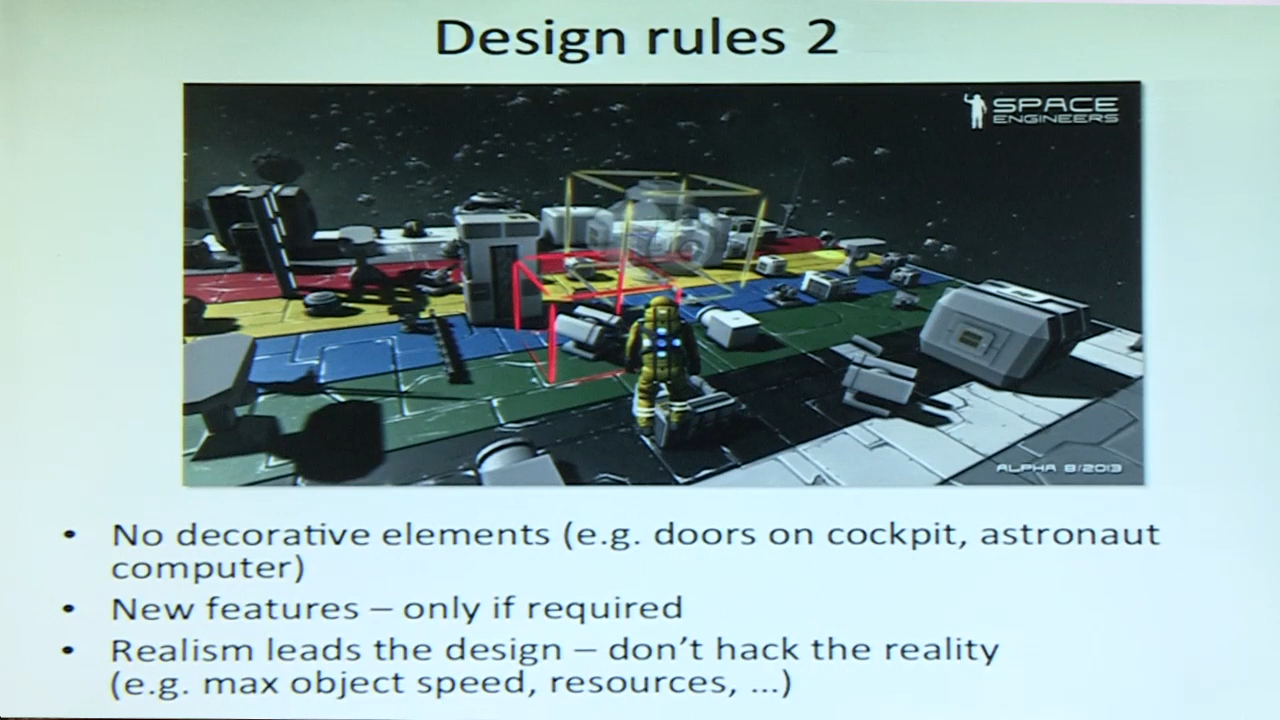 Design rules 2
SPACE
ENGINEERS
ALPHA 8/2013
• No decorative elements (e.g. doors on cockpit, astronaut
computer)
• New features – only if required
• Realism leads the design – don’t hack the reality
(e.g. max object speed, resources, ...)